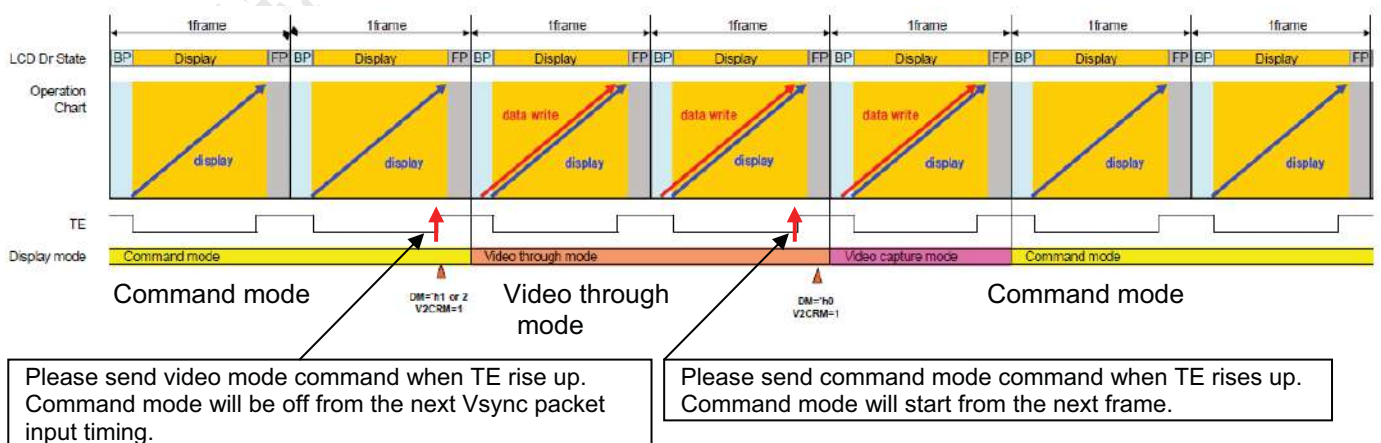 1frame 1frame 1frame 1frame 1frame 1frame 1frame
LCD Dr State BP Display FP BP Display FP BP Display FP BP Display FP BP Display FP BP Display FP BP Display FP
Operation
Chart
data write data write data write
display display display display display display display
TE
Display mode Command mode Video through mode Video capture mode Command mode
Command mode Video through Command mode
mode
DM='h1 or 2 DM='h0
V2CRM=1 V2CRM=1
Please send video mode command when TE rise up.
Command mode will be off from the next Vsync packet
input timing.
Please send command mode command when TE rises up.
Command mode will start from the next frame.